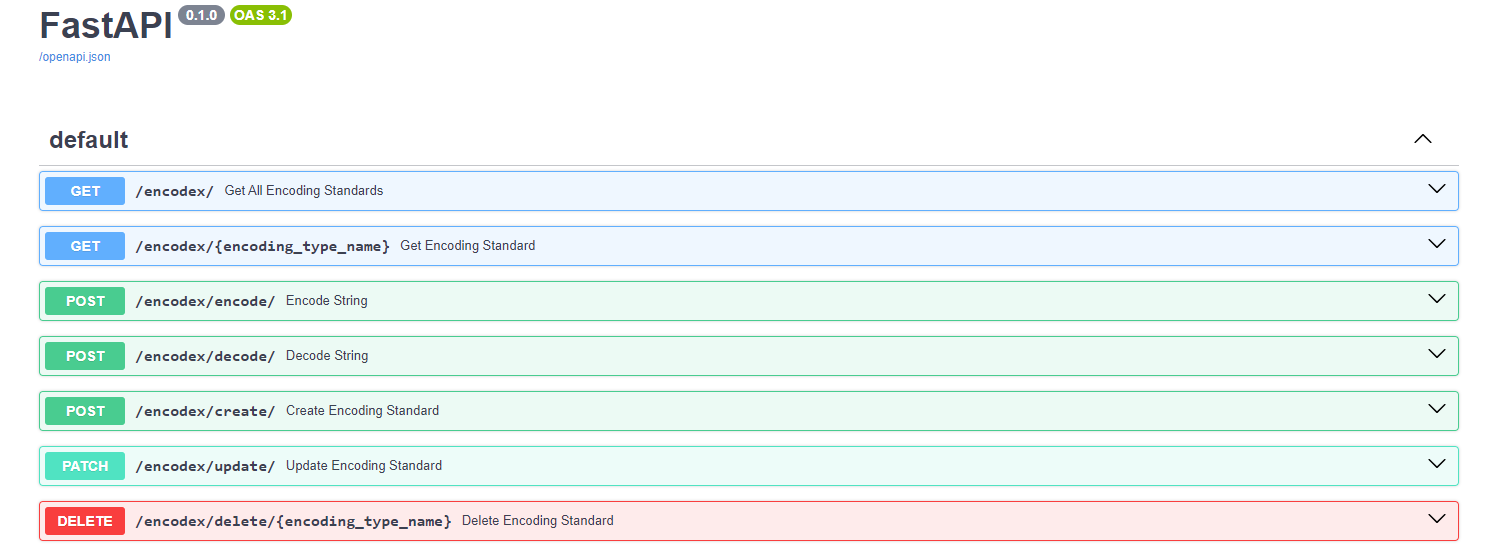 FastAPI 0.1.0 OAS 3.1
/openapi.json
default
GET /encodex/ Get All Encoding Standards
GET /encodex/{encoding_type_name} Get Encoding Standard
POST /encodex/encode/ Encode String
POST /encodex/decode/ Decode String
POST /encodex/create/ Create Encoding Standard
PATCH /encodex/update/ Update Encoding Standard
DELETE /encodex/delete/{encoding_type_name} Delete Encoding Standard